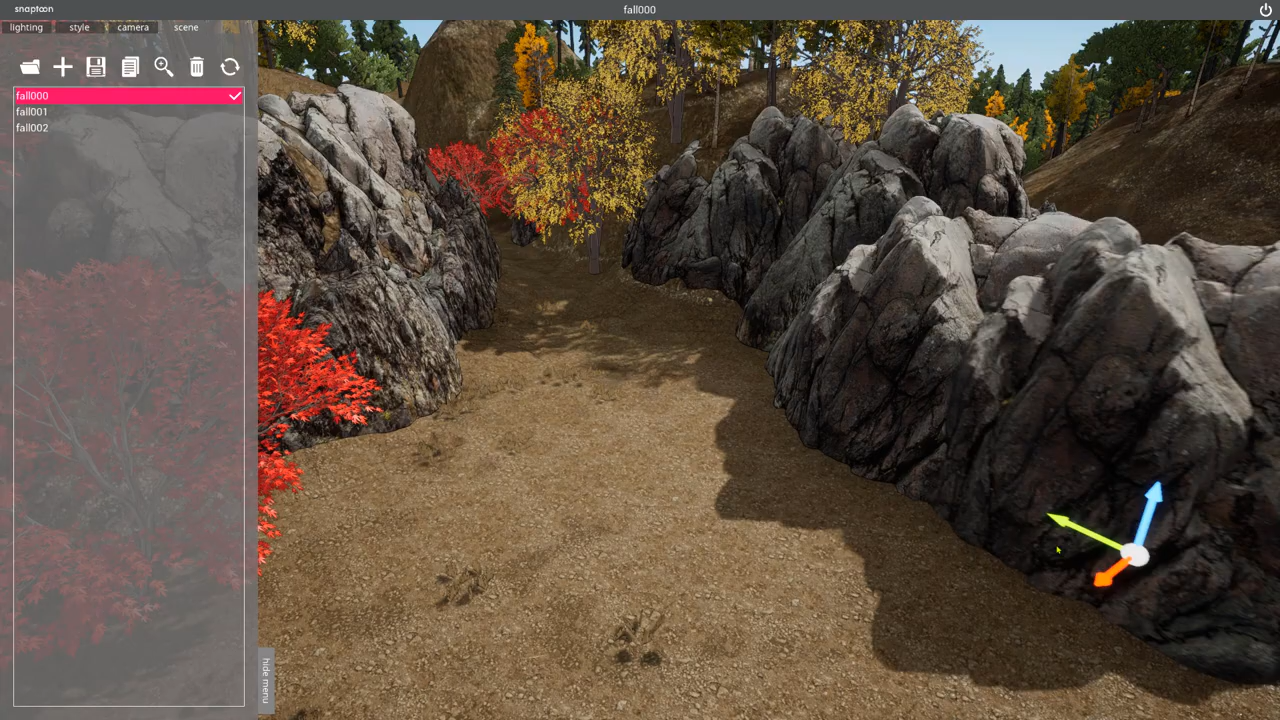 snaptoon
fall000
lighting style camera scene
fall000
fall001
fall002
hide menu